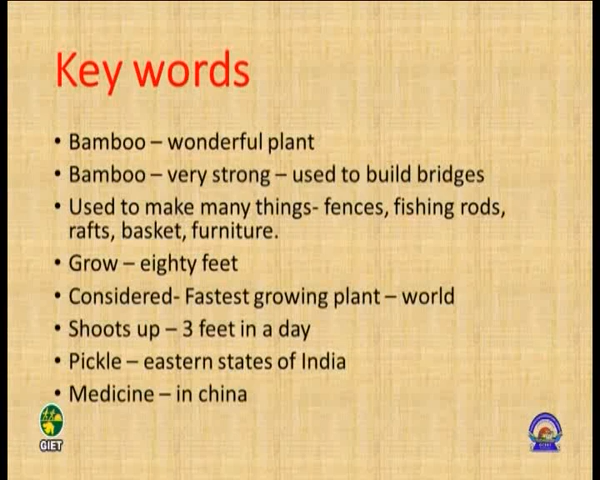 Key words
• Bamboo – wonderful plant
• Bamboo – very strong – used to build bridges
• Used to make many things- fences, fishing rods,
rafts, basket, furniture.
• Grow – eighty feet
• Considered- Fastest growing plant – world
• Shoots up – 3 feet in a day
• Pickle – eastern states of India
• Medicine – in china
GIET